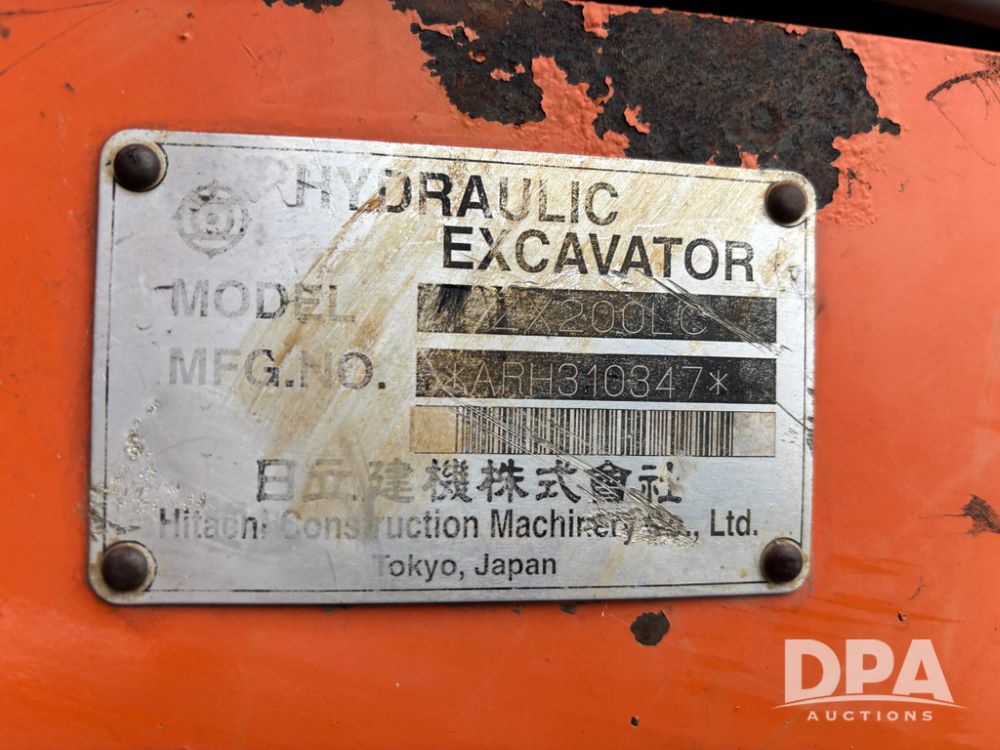 HYDRAULIC
EXCAVATOR
MODEL ZX200LC
MFG.NO. *ARH310347*
日立建機株式會社
Hitachi Construction Machinery Co., Ltd.
Tokyo, Japan
DPA
AUCTIONS